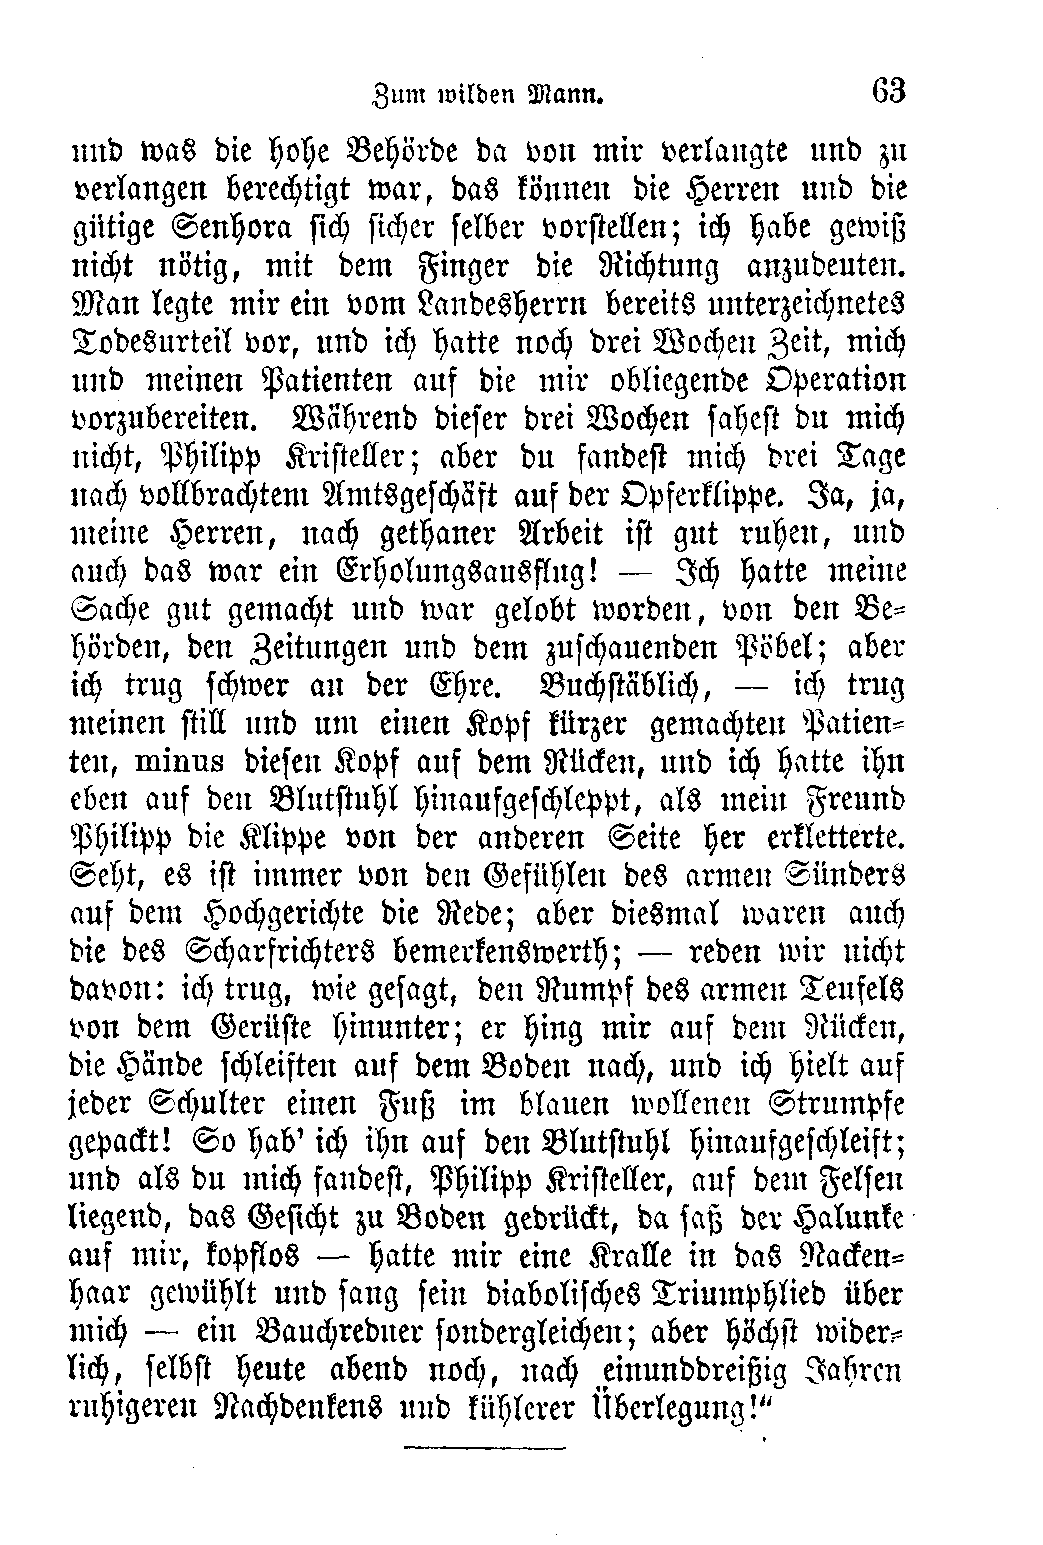 Zum wilden Mann. 63
und was die hohe Behörde da von mir verlangte und zu
verlangen berechtigt war, das können die Herren und die
gütige Senhora sich sicher selber vorstellen; ich habe gewiß
nicht nötig, mit dem Finger die Richtung anzudeuten.
Man legte mir ein vom Landesherrn bereits unterzeichnetes
Todesurteil vor, und ich hatte noch drei Wochen Zeit, mich
und meinen Patienten auf die mir obliegende Operation
vorzubereiten. Während dieser drei Wochen sahest du mich
nicht, Philipp Kristeller; aber du fandest mich drei Tage
nach vollbrachtem Amtsgeschäft auf der Opferklippe. Ja, ja,
meine Herren, nach gethaner Arbeit ist gut ruhen, und
auch das war ein Erholungsausflug! — Ich hatte meine
Sache gut gemacht und war gelobt worden, von den Be-
hörden, den Zeitungen und dem zuschauenden Pöbel; aber
ich trug schwer an der Ehre. Buchstäblich, — ich trug
meinen still und um einen Kopf kürzer gemachten Patien-
ten, minus diesen Kopf auf dem Rücken, und ich hatte ihn
eben auf den Blutstuhl hinaufgeschleppt, als mein Freund
Philipp die Klippe von der anderen Seite her erkletterte.
Seht, es ist immer von den Gefühlen des armen Sünders
auf dem Hochgerichte die Rede; aber diesmal waren auch
die des Scharfrichters bemerkenswerth; — reden wir nicht
davon: ich trug, wie gesagt, den Rumpf des armen Teufels
von dem Gerüste hinunter; er hing mir auf dem Rücken,
die Hände schleiften auf dem Boden nach, und ich hielt auf
jeder Schulter einen Fuß im blauen wollenen Strumpfe
gepackt! So hab' ich ihn auf den Blutstuhl hinaufgeschleift;
und als du mich fandest, Philipp Kristeller, auf dem Felsen
liegend, das Gesicht zu Boden gedrückt, da saß der Halunke
auf mir, kopflos — hatte mir eine Kralle in das Nacken-
haar gewühlt und sang sein diabolisches Triumphlied über
mich — ein Bauchredner sondergleichen; aber höchst wider-
lich, selbst heute abend noch, nach einunddreißig Jahren
ruhigeren Nachdenkens und kühlerer Überlegung!“